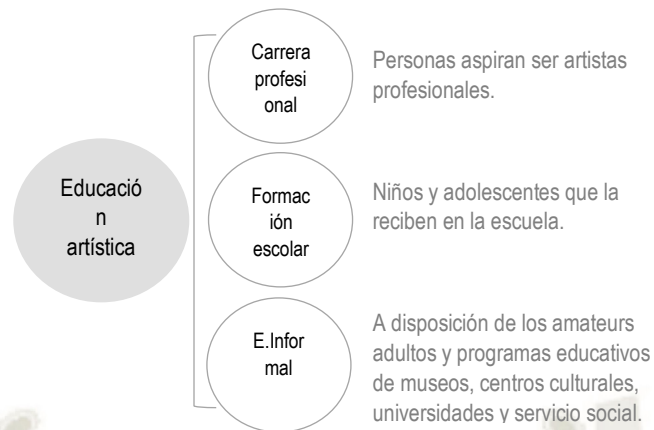 Educació
n
artística
Carrera
profesi
onal
Personas aspiran ser artistas
profesionales.
Formac
ión
escolar
Niños y adolescentes que la
reciben en la escuela.
E.Infor
mal
A disposición de los amateurs
adultos y programas educativos
de museos, centros culturales,
universidades y servicio social.